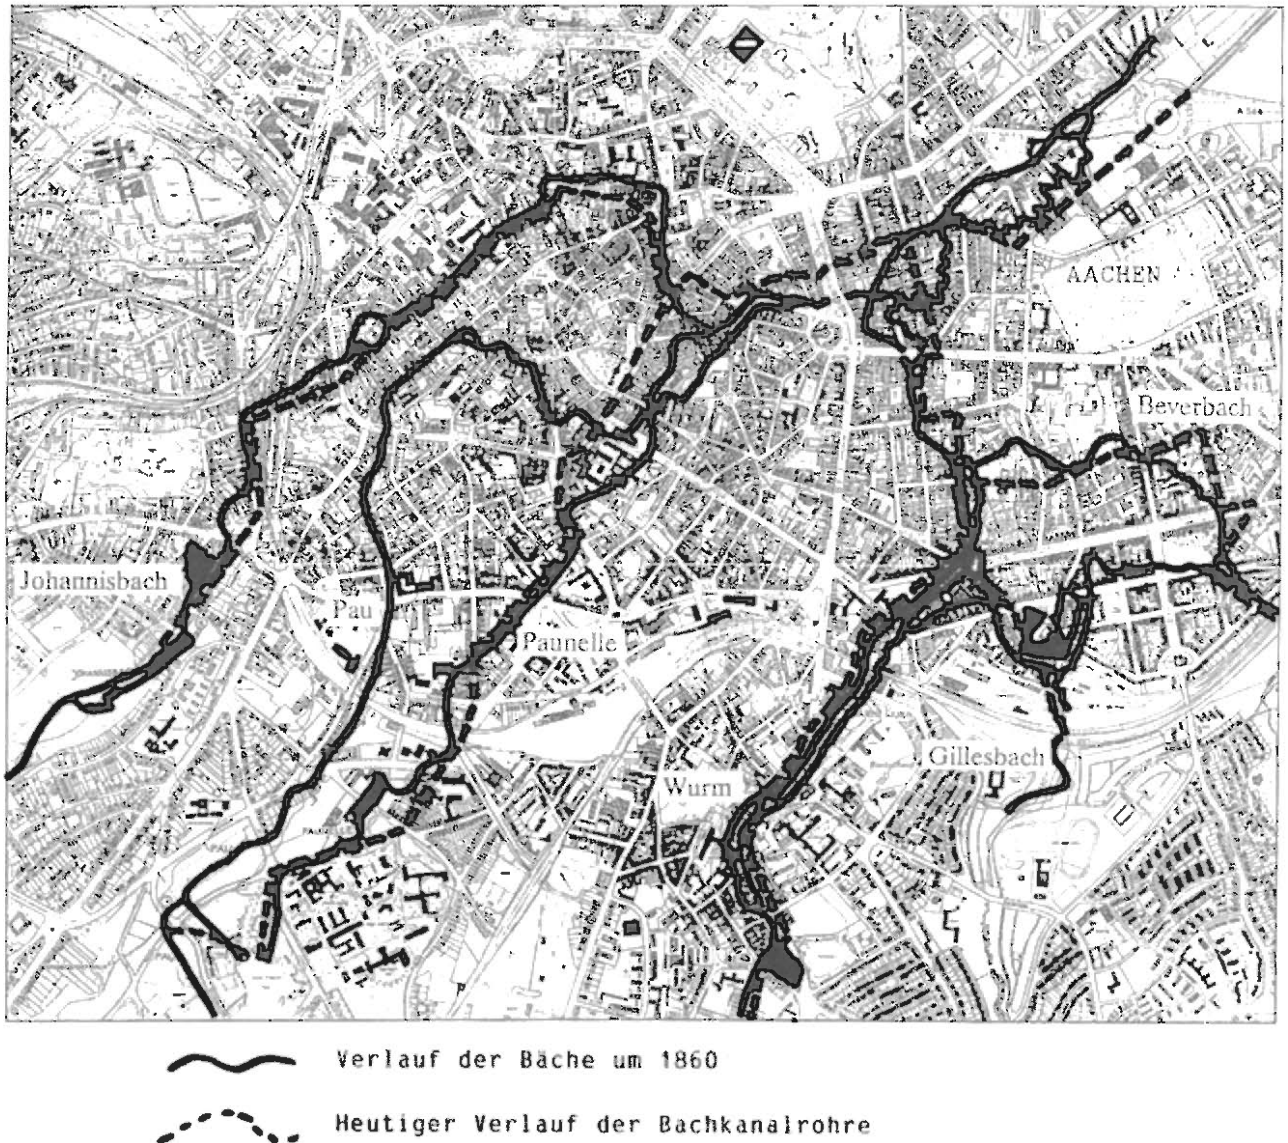 AACHEN
Beverbach
Johannisbach
Pau
Paunelle
Gillesbach
Wurm
Verlauf der Bäche um 1860
Heutiger Verlauf der Bachkanalrohre